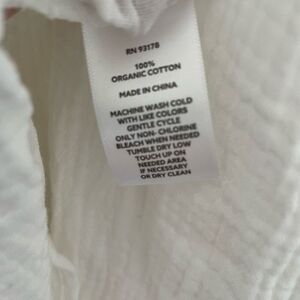 RN 93178
100%
ORGANIC COTTON
MADE IN CHINA
MACHINE WASH COLD
WITH LIKE COLORS
GENTLE CYCLE
ONLY NON-CHLORINE
BLEACH WHEN NEEDED
TUMBLE DRY LOW
TOUCH UP ON
NEEDED AREA
IF NECESSARY
OR DRY CLEAN